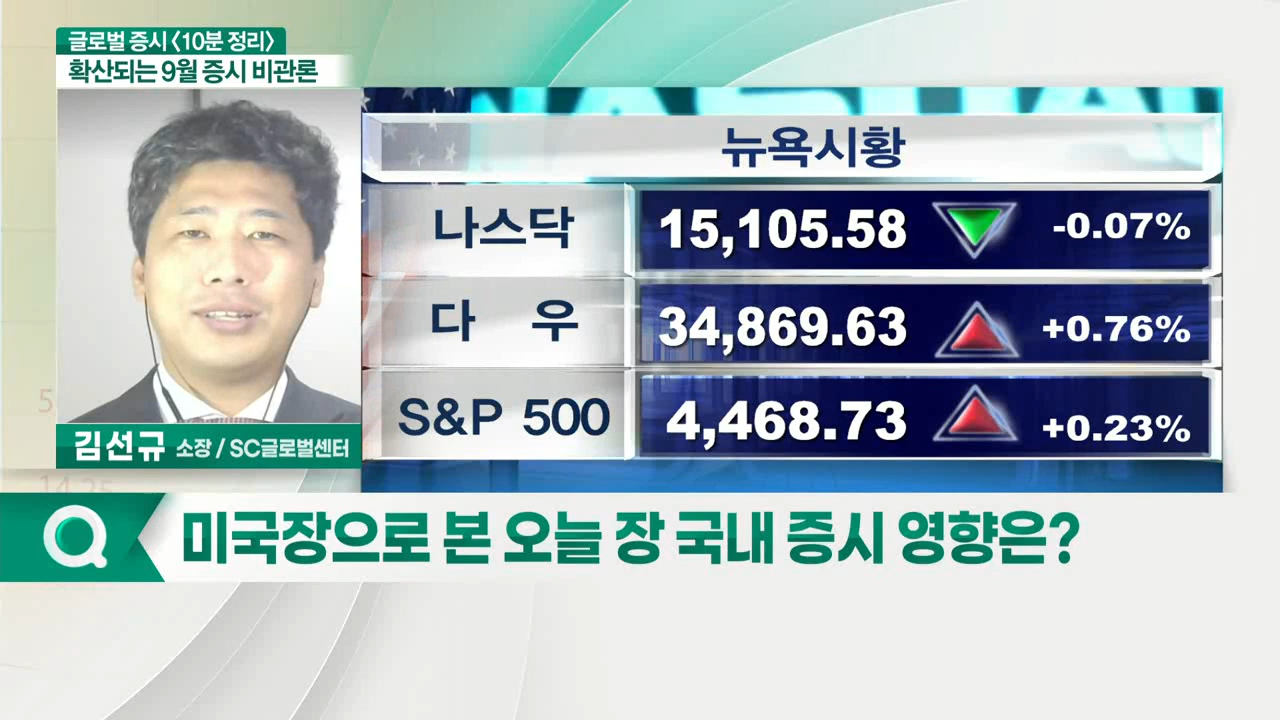 글로벌 증시 <10분 정리>
확산되는 9월 증시 비관론
뉴욕시황
나스닥 15,105.58 -0.07%
다 우 34,869.63 +0.76%
S&P 500 4,468.73 +0.23%
김선규 소장 / SC글로벌센터
Q 미국장으로 본 오늘 장 국내 증시 영향은?